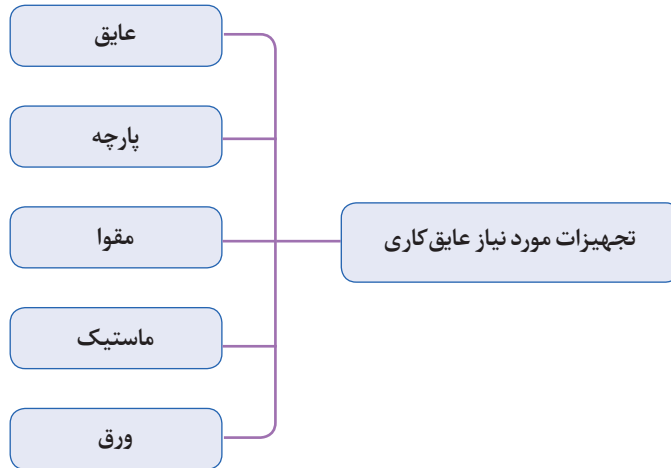 تجهیزات مورد نیاز عایق‌کاری
عایق
پارچه
مقوا
ماستیک
ورق